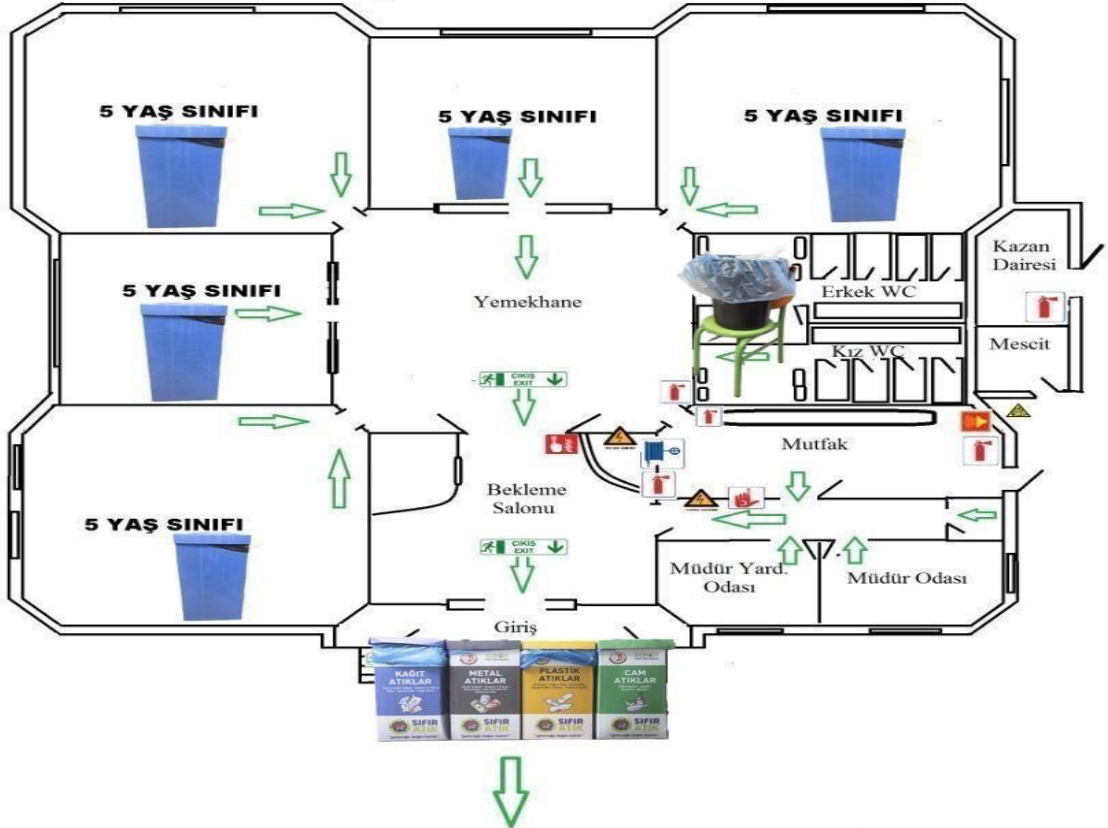 5 YAŞ SINIFI
5 YAŞ SINIFI
5 YAŞ SINIFI
Kazan
Dairesi
5 YAŞ SINIFI
Yemekhane
Erkek WC
Mescit
Kız WC
ÇIKIŞ
EXIT
Mutfak
Bekleme
Salonu
5 YAŞ SINIFI
ÇIKIŞ
EXIT
Müdür Yard.
Odası
Müdür Odası
Giriş
KAĞIT
ATIKLAR
METAL
ATIKLAR
PLASTİK
ATIKLAR
CAM
ATIKLAR
SIFIR
ATIK
SIFIR
ATIK
SIFIR
ATIK
SIFIR
ATIK